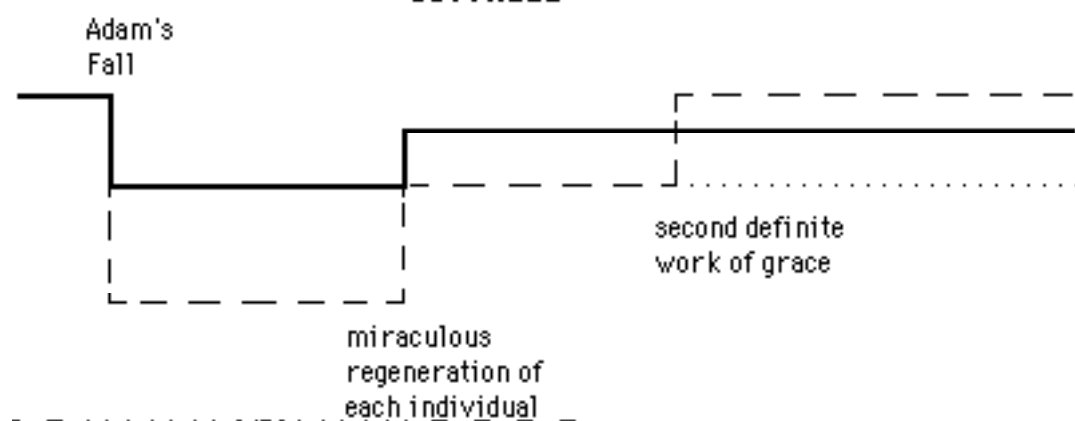 Adam's
Fall
second definite
work of grace
miraculous
regeneration of
each individual